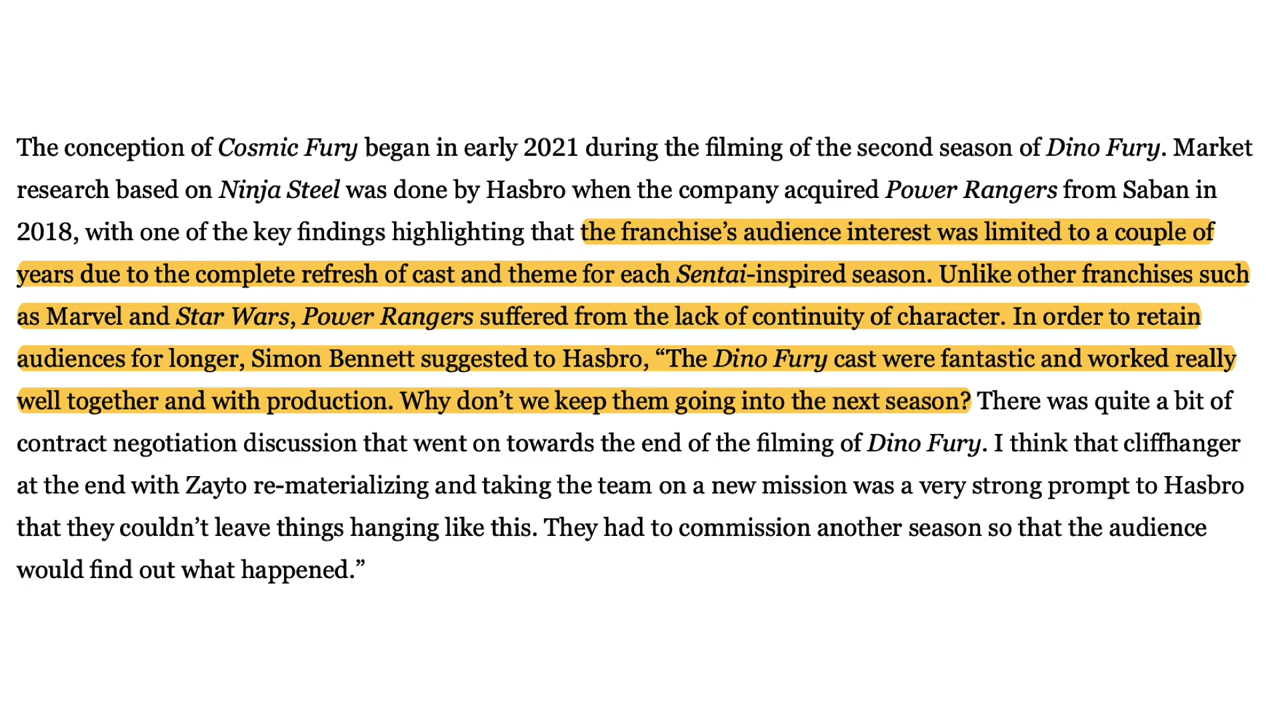 The conception of Cosmic Fury began in early 2021 during the filming of the second season of Dino Fury. Market
research based on Ninja Steel was done by Hasbro when the company acquired Power Rangers from Saban in
2018, with one of the key findings highlighting that the franchise’s audience interest was limited to a couple of
years due to the complete refresh of cast and theme for each Sentai-inspired season. Unlike other franchises such
as Marvel and Star Wars, Power Rangers suffered from the lack of continuity of character. In order to retain
audiences for longer, Simon Bennett suggested to Hasbro, “The Dino Fury cast were fantastic and worked really
well together and with production. Why don’t we keep them going into the next season? There was quite a bit of
contract negotiation discussion that went on towards the end of the filming of Dino Fury. I think that cliffhanger
at the end with Zayto re-materializing and taking the team on a new mission was a very strong prompt to Hasbro
that they couldn’t leave things hanging like this. They had to commission another season so that the audience
would find out what happened.”